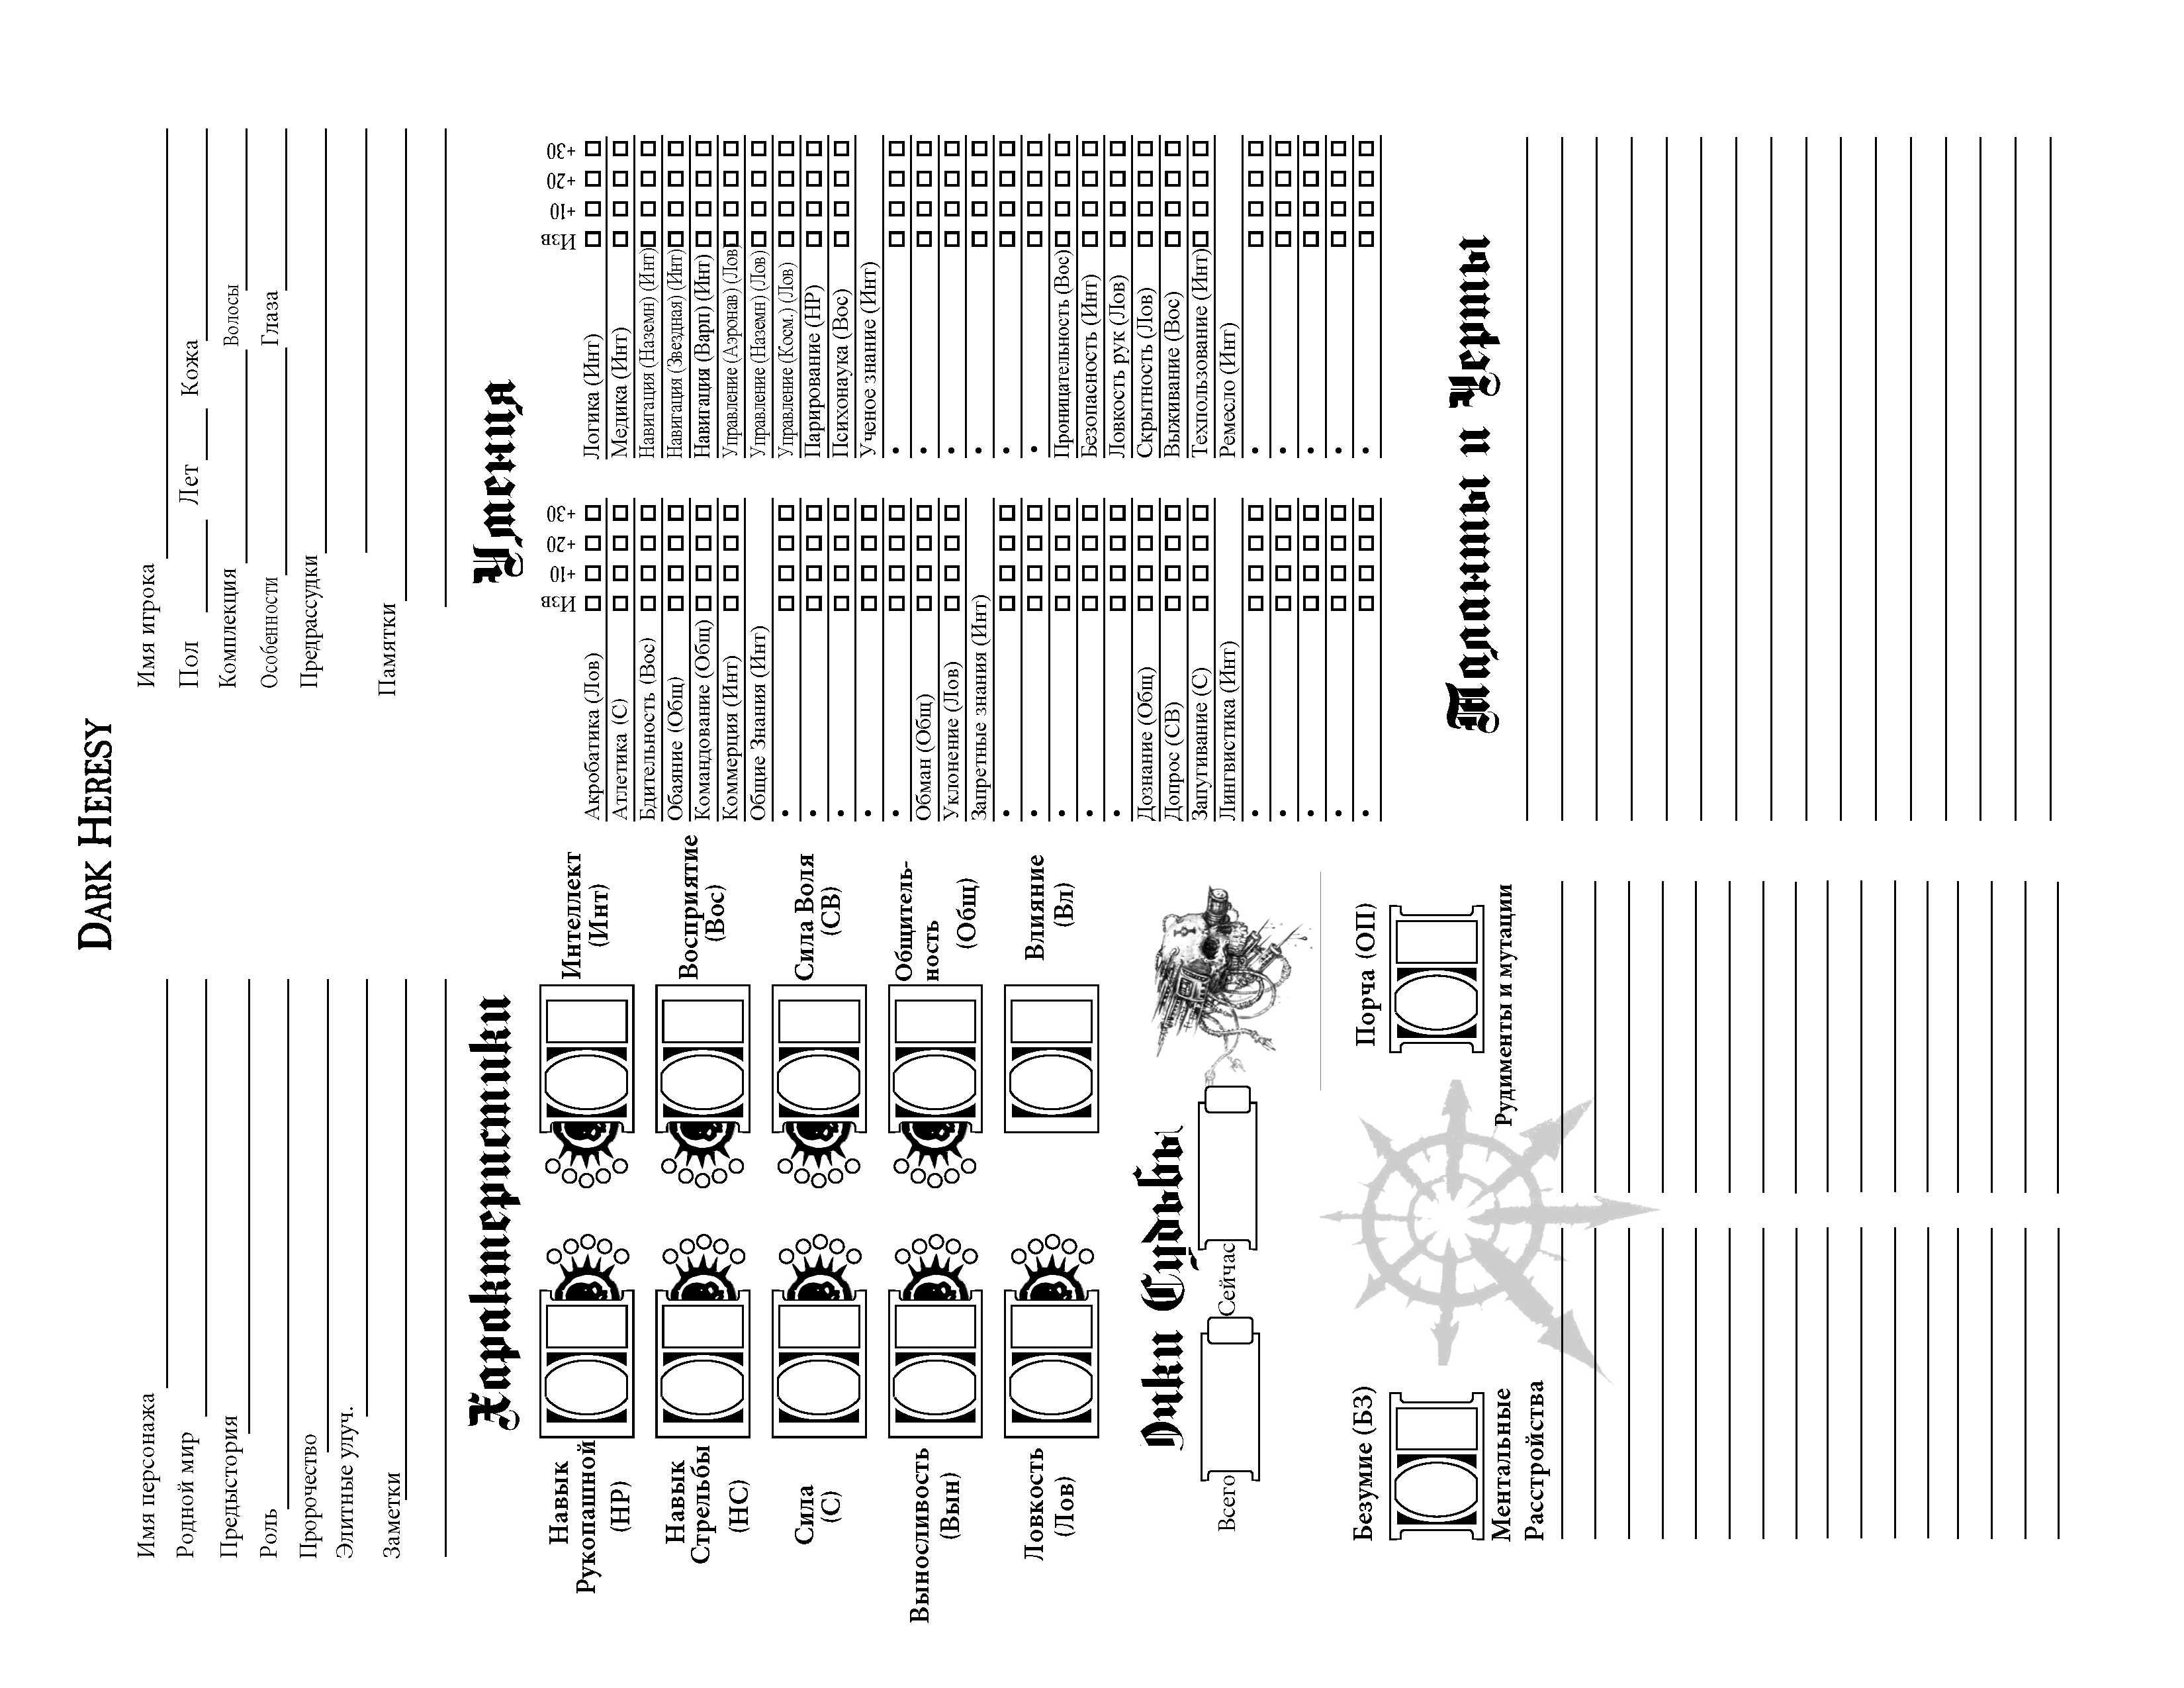 DARK HERESY
Имя персонажа
Родной мир
Предыстория
Роль
Пророчество
Элитные улуч.
Заметки
Имя игрока
Пол Лет Кожа
Комплекция Волосы
Особенности Глаза
Предрассудки
Памятки
Характеристики
Навык
Рукопашной
(НР)
Навык
Стрельбы
(НС)
Сила
(С)
Выносливость
(Вын)
Ловкость
(Лов)
Интеллект
(Инт)
Восприятие
(Вос)
Сила Воля
(СВ)
Общитель-
ность
(Общ)
Влияние
(Вл)
Очки Судьбы
Всего Сейчас
Безумие (БЗ)
Ментальные
Расстройства
Порча (ОП)
Рудименты и мутации
Умения
Изв +10 +20 +30
Акробатика (Лов)
Атлетика (С)
Бдительность (Вос)
Обаяние (Общ)
Командование (Общ)
Коммерция (Инт)
Общие Знания (Инт)
•
•
•
•
•
Обман (Общ)
Уклонение (Лов)
Запретные знания (Инт)
•
•
•
•
•
Дознание (Общ)
Допрос (СВ)
Запугивание (С)
Лингвистика (Инт)
•
•
•
•
•
Изв +10 +20 +30
Логика (Инт)
Медика (Инт)
Навигация (Наземн) (Инт)
Навигация (Звездная) (Инт)
Навигация (Варп) (Инт)
Управление (Аэронав) (Лов)
Управление (Наземн) (Лов)
Управление (Косм.) (Лов)
Парирование (НР)
Психонаука (Вос)
Ученое знание (Инт)
•
•
•
•
•
•
Проницательность (Вос)
Безопасность (Инт)
Ловкость рук (Лов)
Скрытность (Лов)
Выживание (Вос)
Техпользование (Инт)
Ремесло (Инт)
•
•
•
•
•
Таланты и Черты